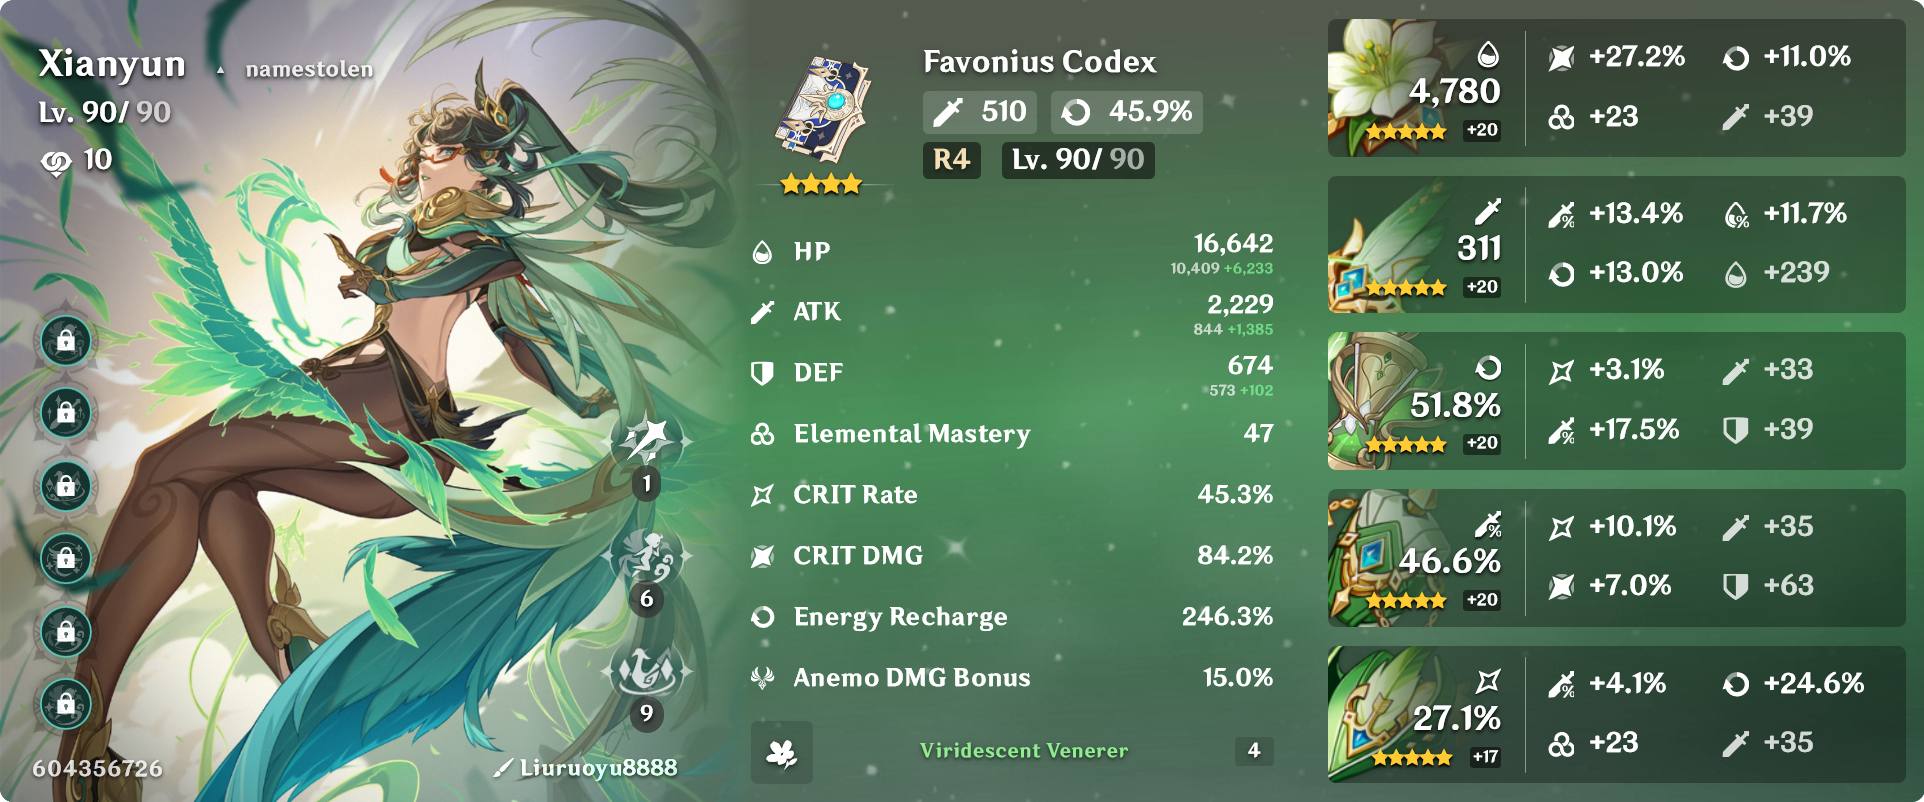 Xianyun namestolen
Lv. 90/ 90
10
1
6
9
604356726
Liuruoyu8888
Favonius Codex
510 45.9%
R4 Lv. 90/ 90
HP 16,642
10,409 +6,233
ATK 2,229
844 +1,385
DEF 674
573 +102
Elemental Mastery 47
CRIT Rate 45.3%
CRIT DMG 84.2%
Energy Recharge 246.3%
Anemo DMG Bonus 15.0%
Viridescent Venerer 4
4,780
+20
+27.2% +11.0%
+23 +39
311
+20
+13.4% +11.7%
+13.0% +239
51.8%
+20
+3.1% +33
+17.5% +39
46.6%
+20
+10.1% +35
+7.0% +63
27.1%
+17
+4.1% +24.6%
+23 +35